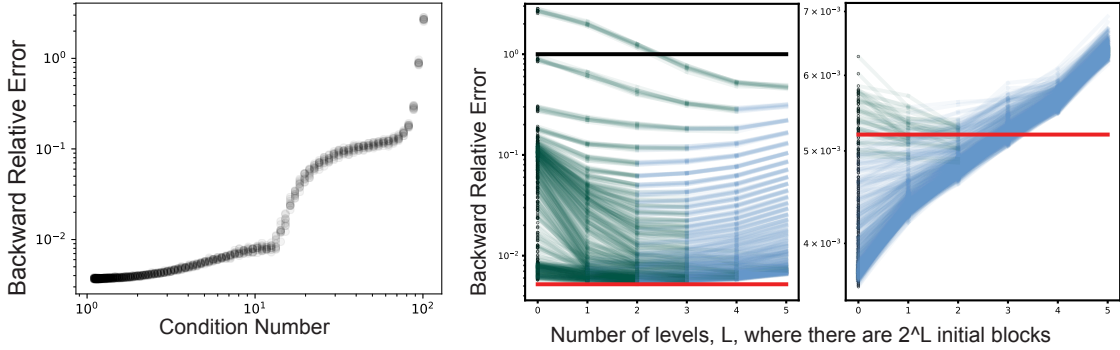 Backward Relative Error
10⁰
10⁻¹
10⁻²
10⁰
10¹
10²
Condition Number
Backward Relative Error
10⁰
10⁻¹
10⁻²
0 1 2 3 4 5
7 × 10⁻³
6 × 10⁻³
5 × 10⁻³
4 × 10⁻³
0 1 2 3 4 5
Number of levels, L, where there are 2^L initial blocks